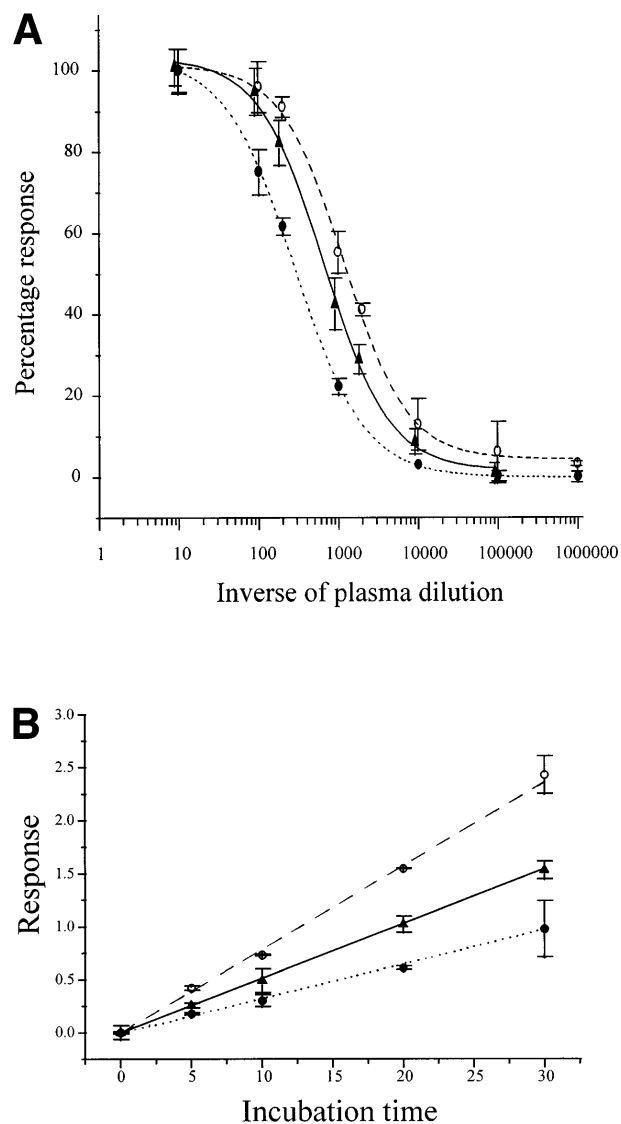 A
100
80
60
40
20
0
Percentage response
1 10 100 1000 10000 100000 1000000
Inverse of plasma dilution
B
3.0
2.5
2.0
1.5
1.0
0.5
0.0
Response
0 5 10 15 20 25 30
Incubation time